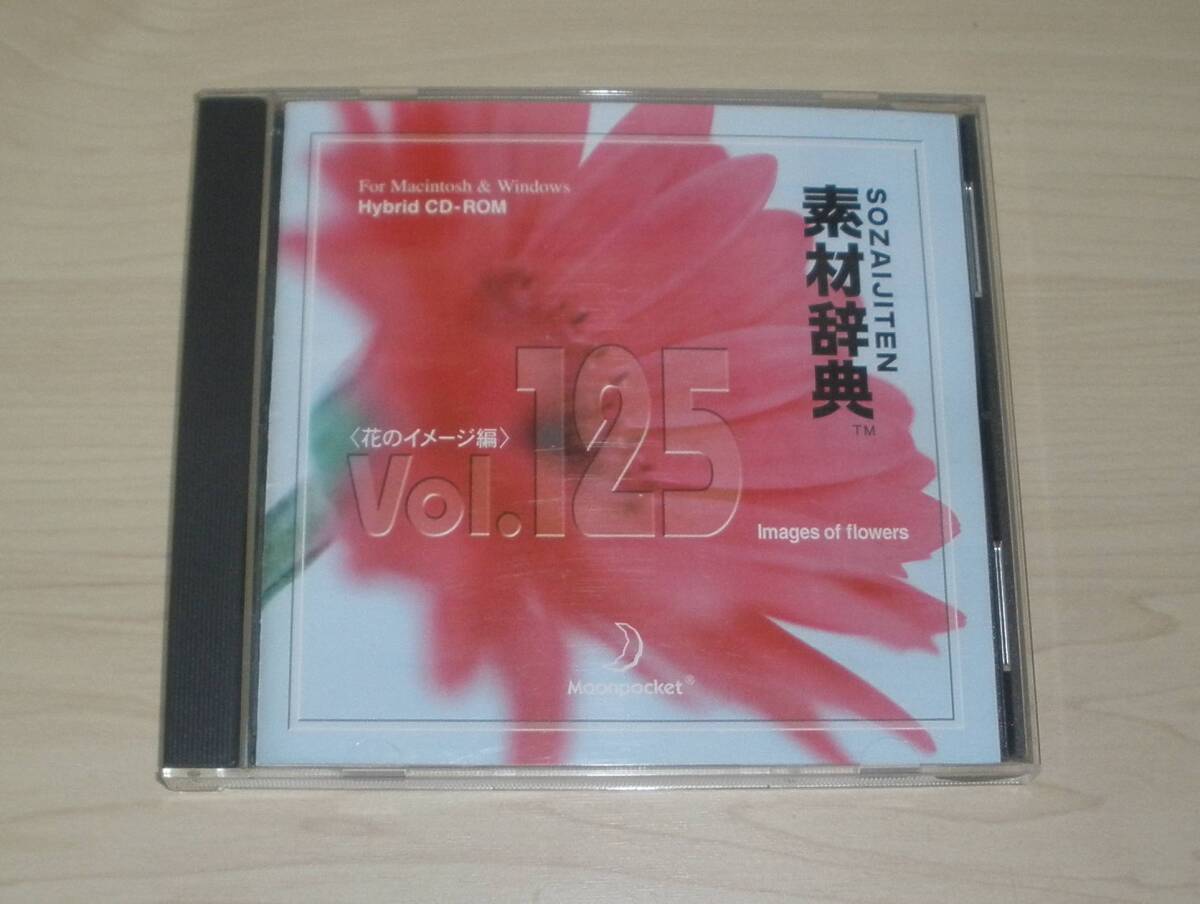 For Macintosh & Windows
Hybrid CD-ROM
SOZAIJITEN
素材辞典
TM
〈花のイメージ編〉
Vol.125
Images of flowers
Moonpocket®